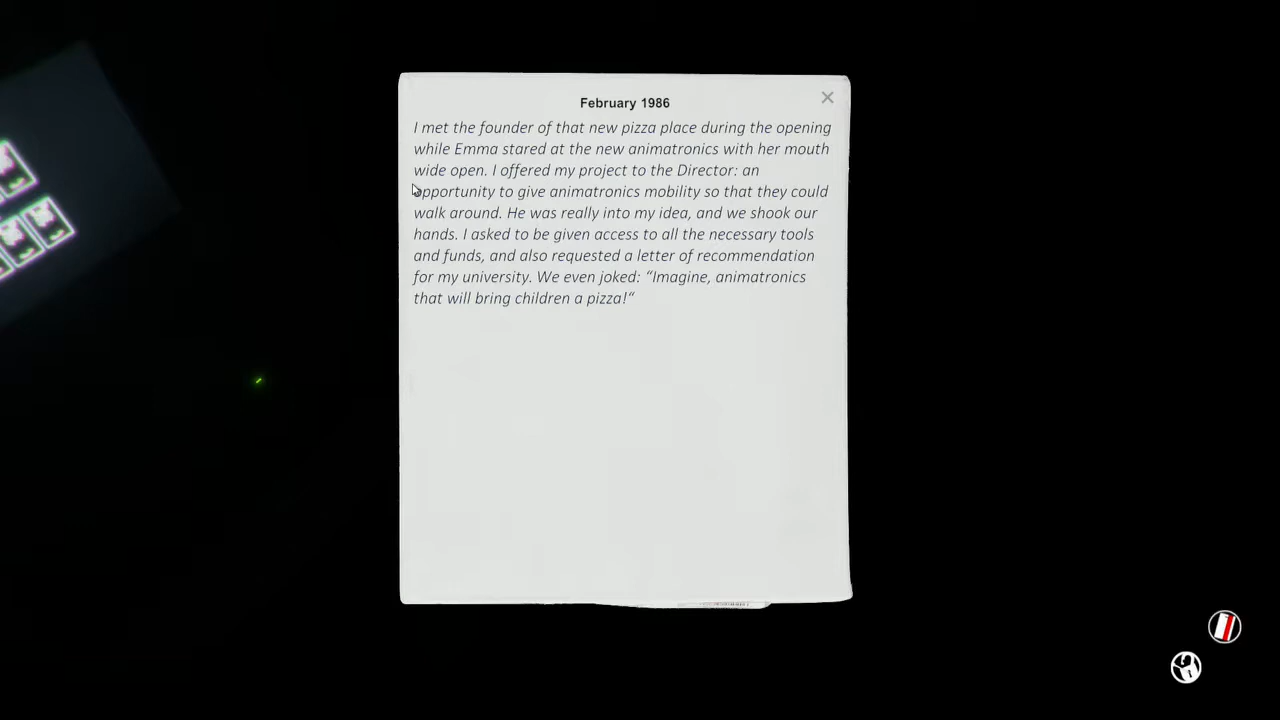 February 1986
I met the founder of that new pizza place during the opening
while Emma stared at the new animatronics with her mouth
wide open. I offered my project to the Director: an
opportunity to give animatronics mobility so that they could
walk around. He was really into my idea, and we shook our
hands. I asked to be given access to all the necessary tools
and funds, and also requested a letter of recommendation
for my university. We even joked: “Imagine, animatronics
that will bring children a pizza!“